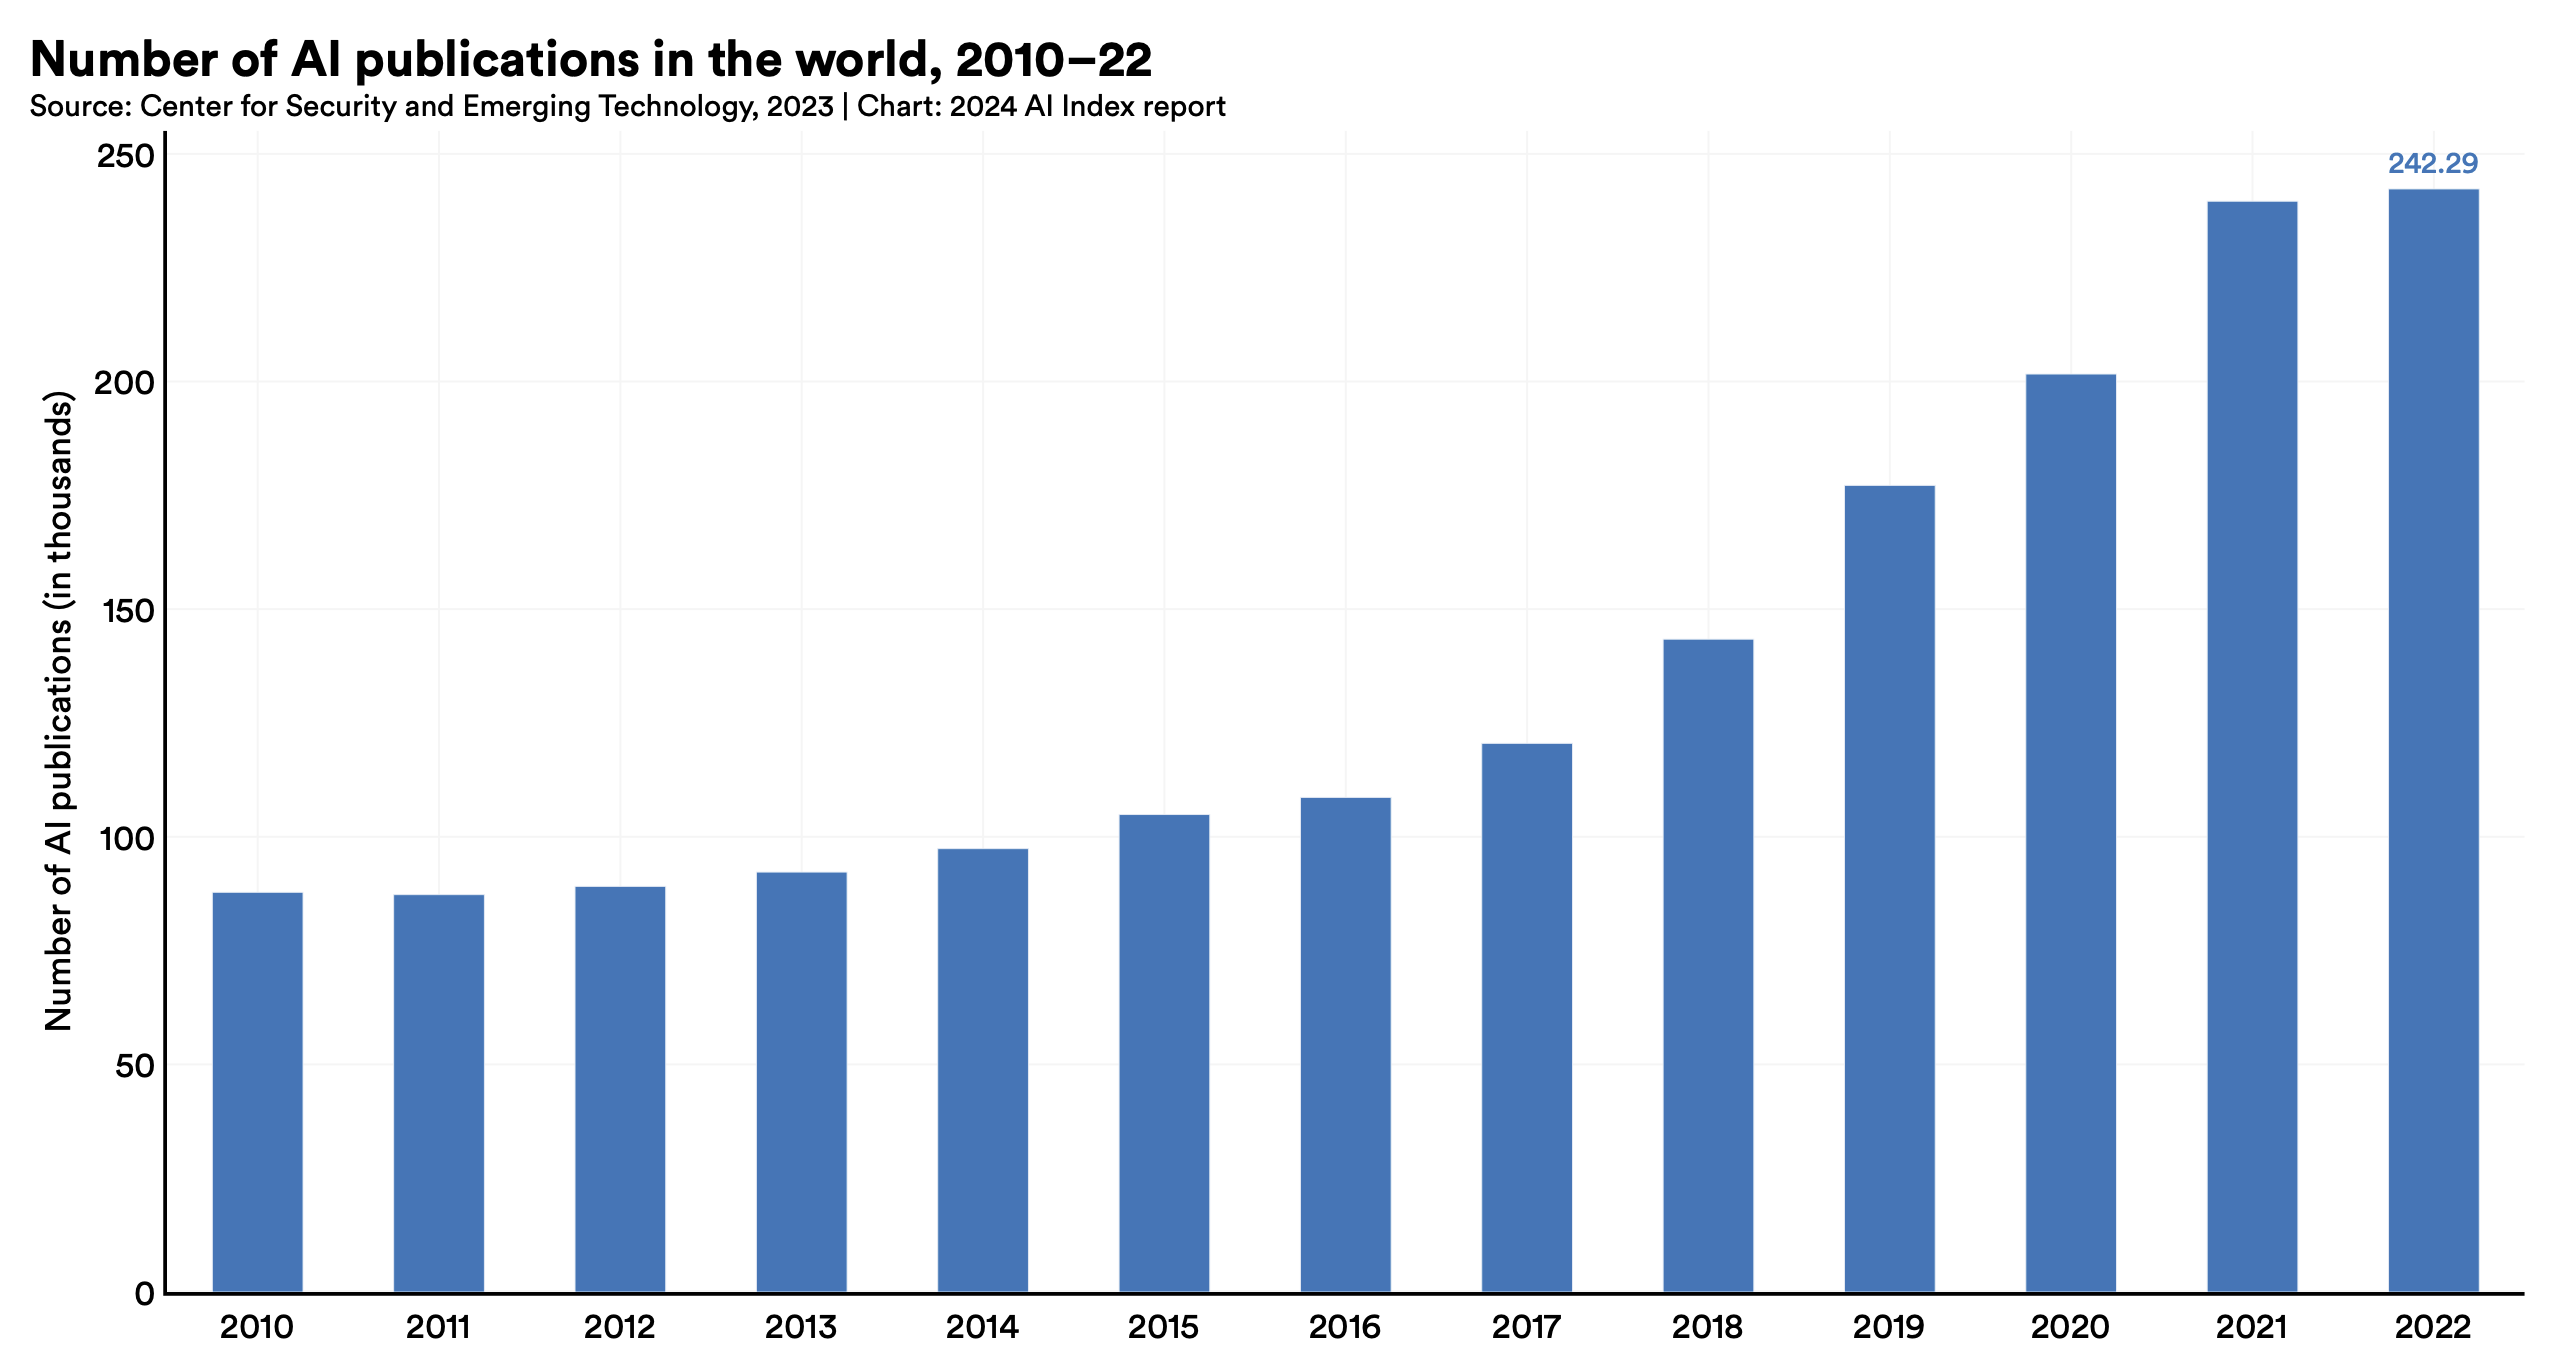 Number of AI publications in the world, 2010–22
Source: Center for Security and Emerging Technology, 2023 | Chart: 2024 AI Index report
Number of AI publications (in thousands)
250
200
150
100
50
0
242.29
2010 2011 2012 2013 2014 2015 2016 2017 2018 2019 2020 2021 2022